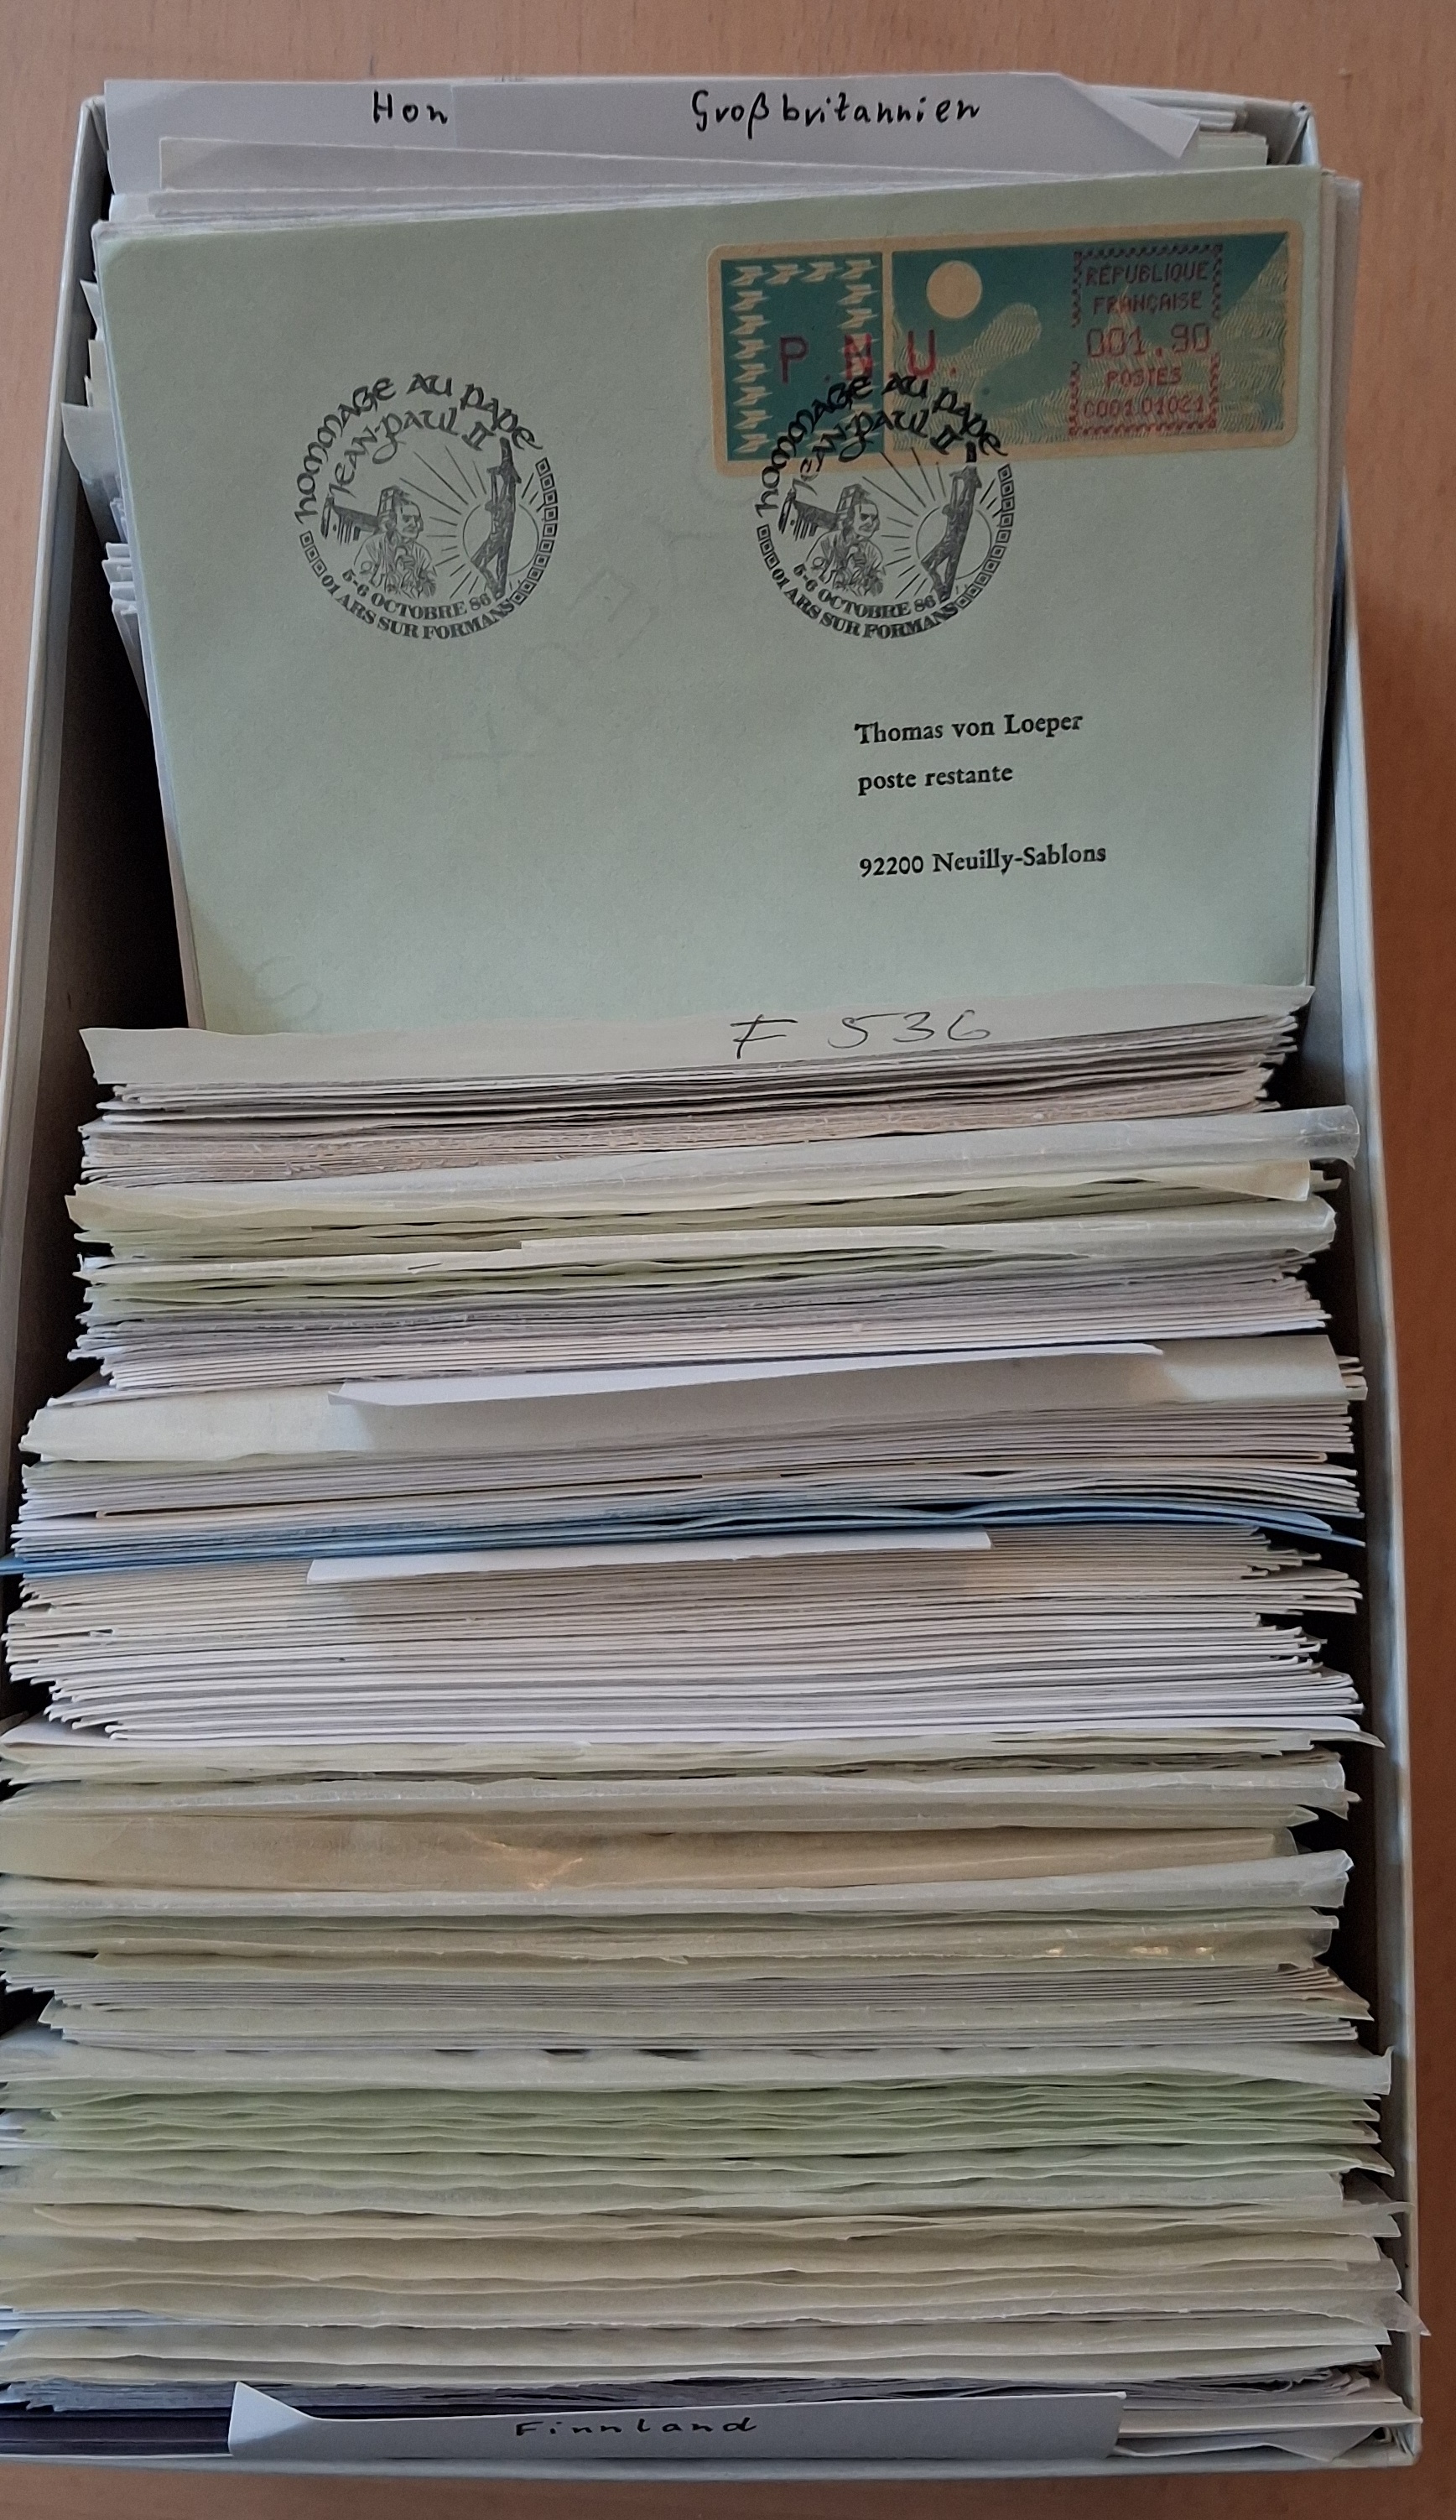 Hon
Großbritannien
RÉPUBLIQUE
FRANÇAISE
001.90
POSTES
0001.01021
P.N.U.
HOMMAGE AU PAPE
JEAN-PAUL II
5-6 OCTOBRE 86
01 ARS SUR FORMANS
HOMMAGE AU PAPE
JEAN-PAUL II
5-6 OCTOBRE 86
01 ARS SUR FORMANS
Thomas von Loeper
poste restante
92200 Neuilly-Sablons
F 536
Finnland